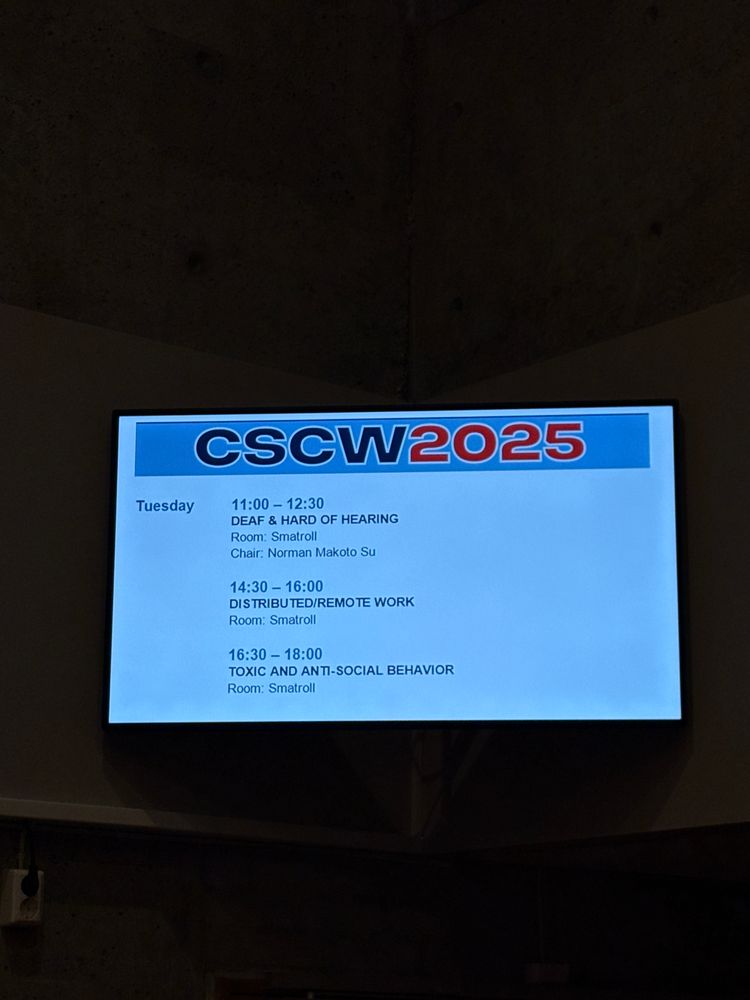 CSCW2025
Tuesday
11:00 – 12:30
DEAF & HARD OF HEARING
Room: Smatroll
Chair: Norman Makoto Su
14:30 – 16:00
DISTRIBUTED/REMOTE WORK
Room: Smatroll
16:30 – 18:00
TOXIC AND ANTI-SOCIAL BEHAVIOR
Room: Smatroll